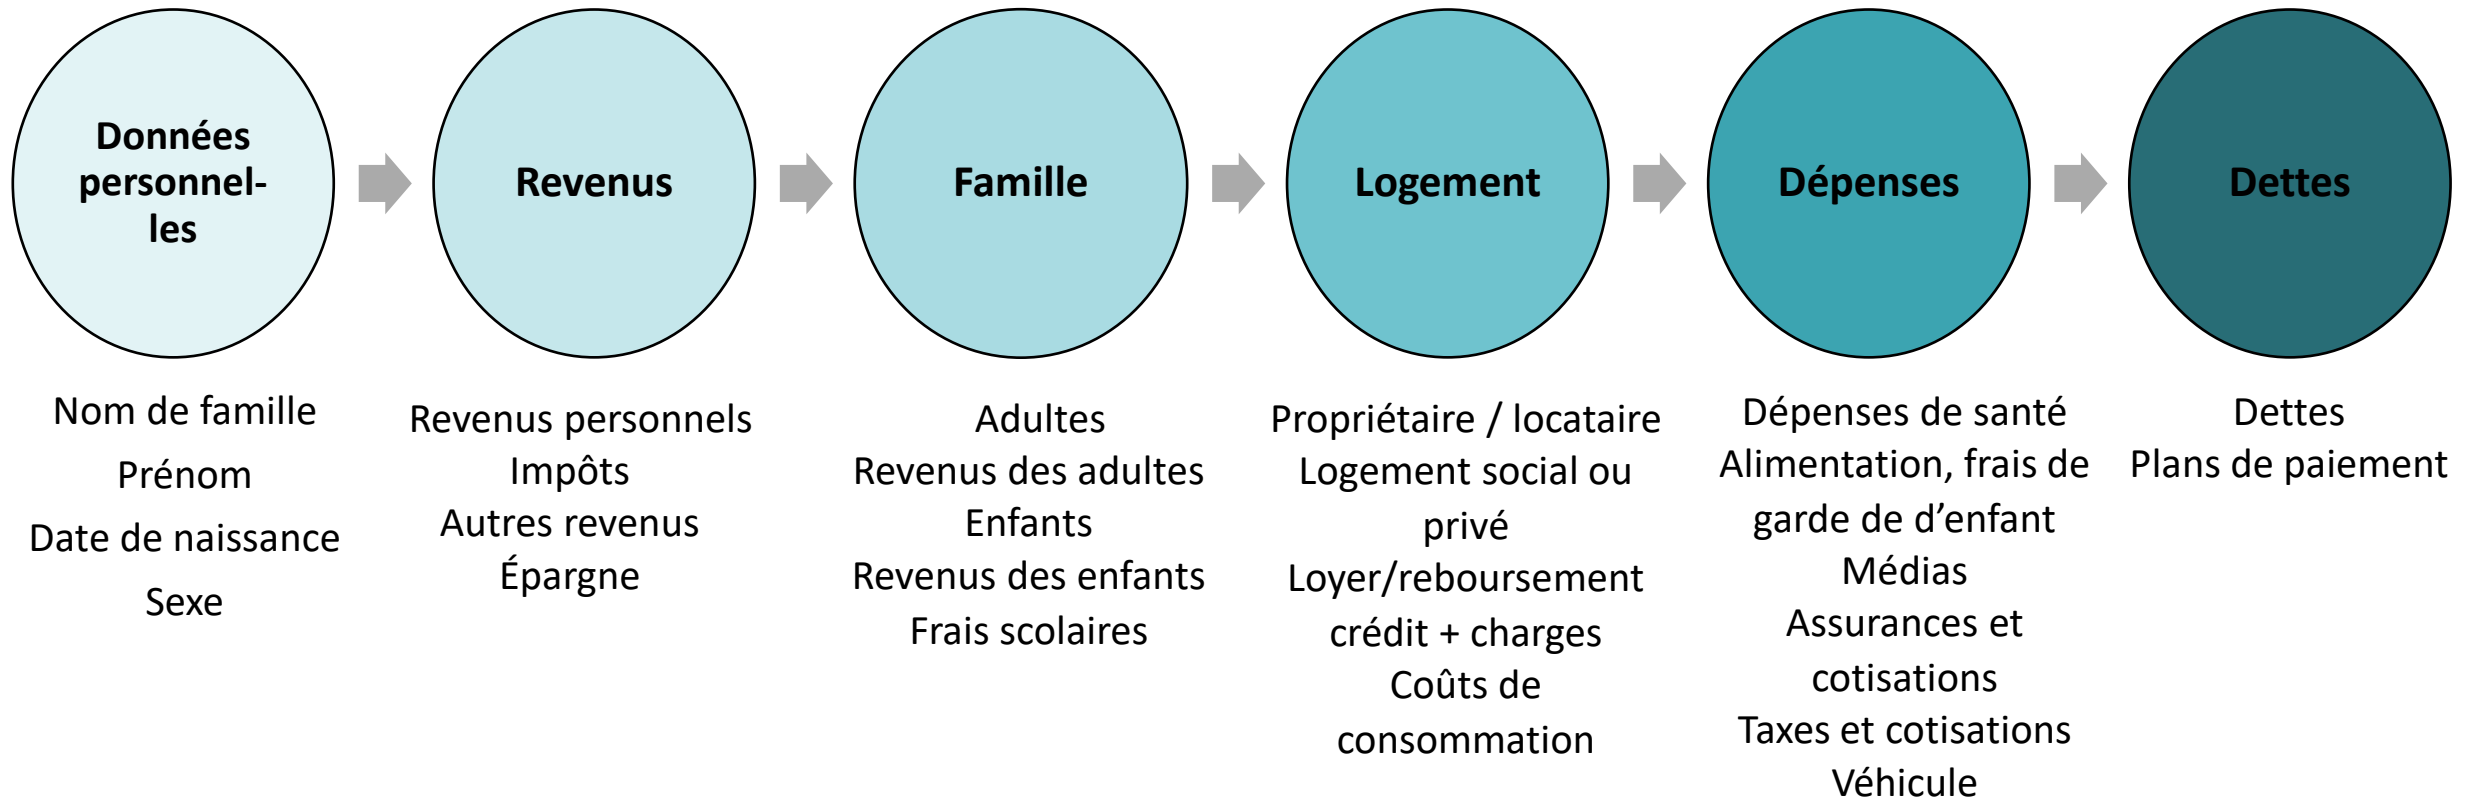 Données
personnel-
les
Nom de famille
Prénom
Date de naissance
Sexe
Revenus
Revenus personnels
Impôts
Autres revenus
Épargne
Famille
Adultes
Revenus des adultes
Enfants
Revenus des enfants
Frais scolaires
Logement
Propriétaire / locataire
Logement social ou
privé
Loyer/reboursement
crédit + charges
Coûts de
consommation
Dépenses
Dépenses de santé
Alimentation, frais de
garde de d’enfant
Médias
Assurances et
cotisations
Taxes et cotisations
Véhicule
Dettes
Dettes
Plans de paiement